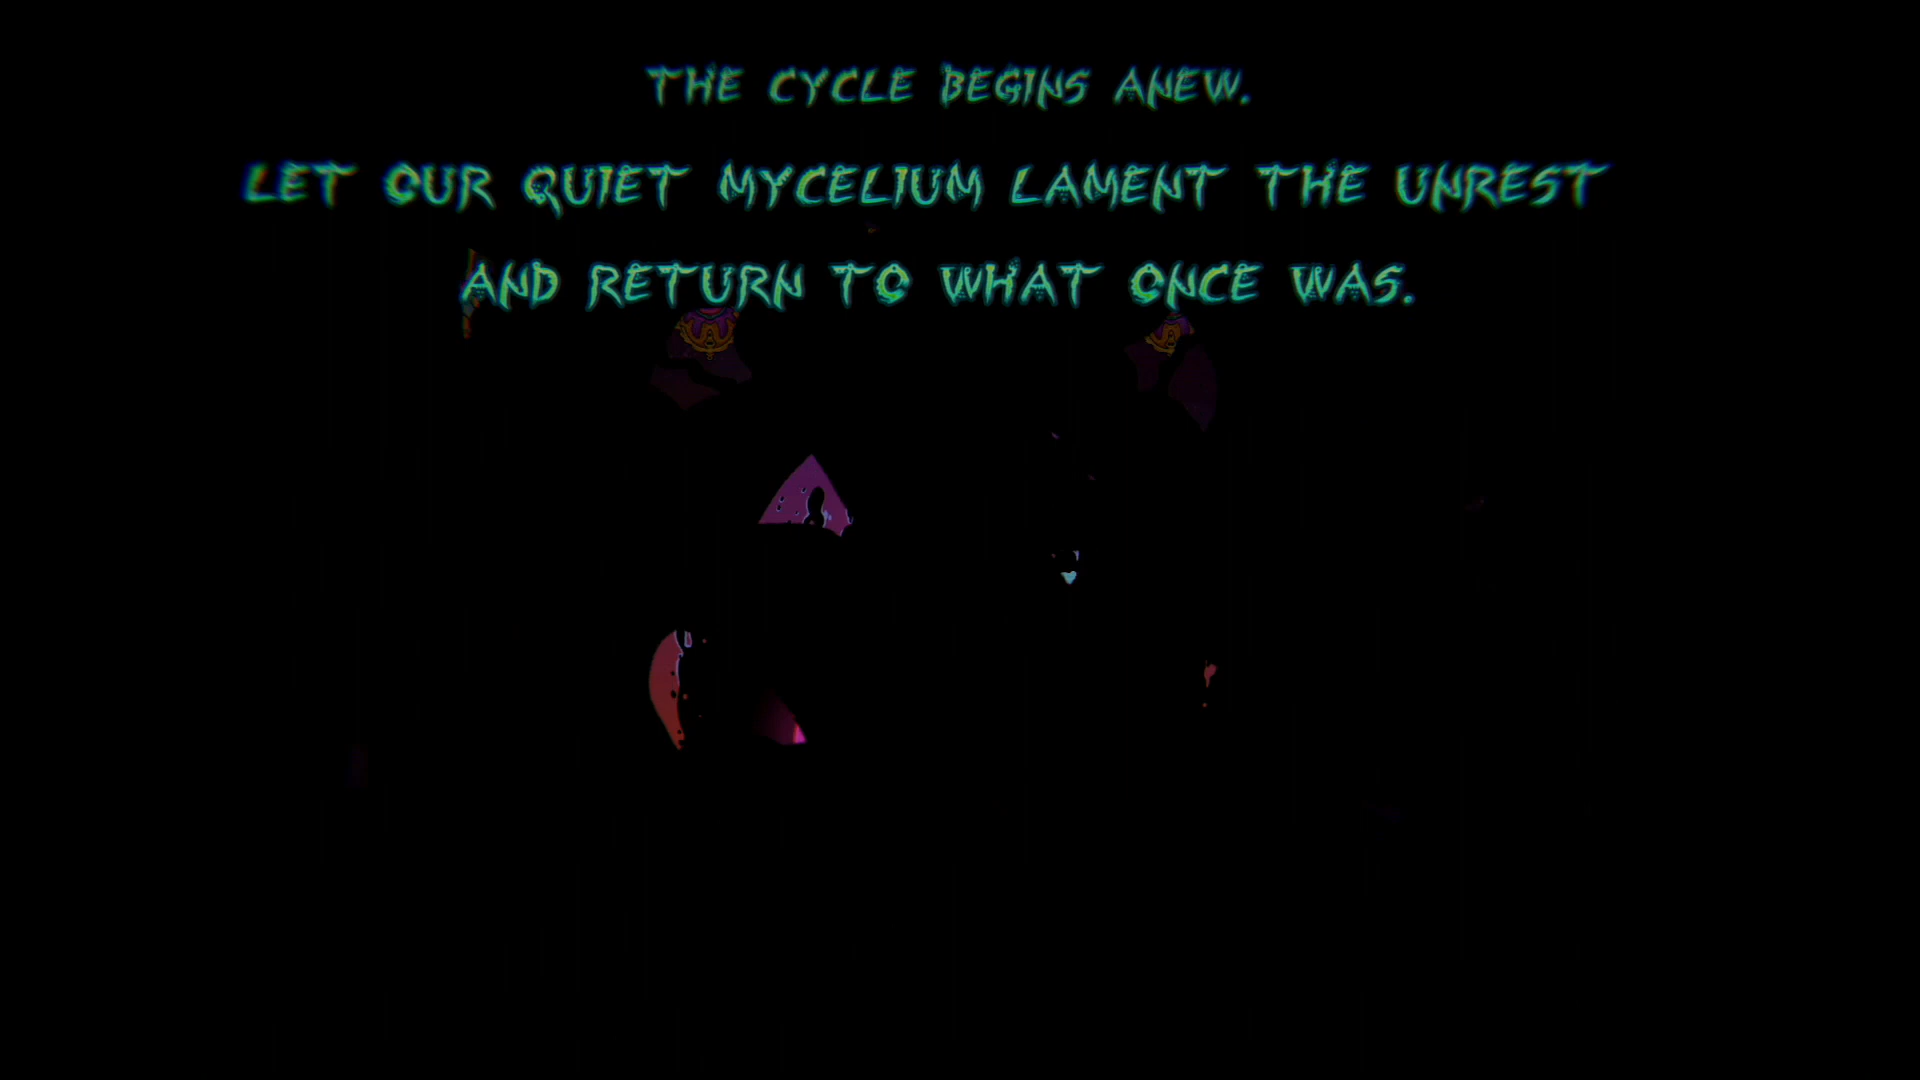 THE CYCLE BEGINS ANEW.
LET OUR QUIET MYCELIUM LAMENT THE UNREST
AND RETURN TO WHAT ONCE WAS.